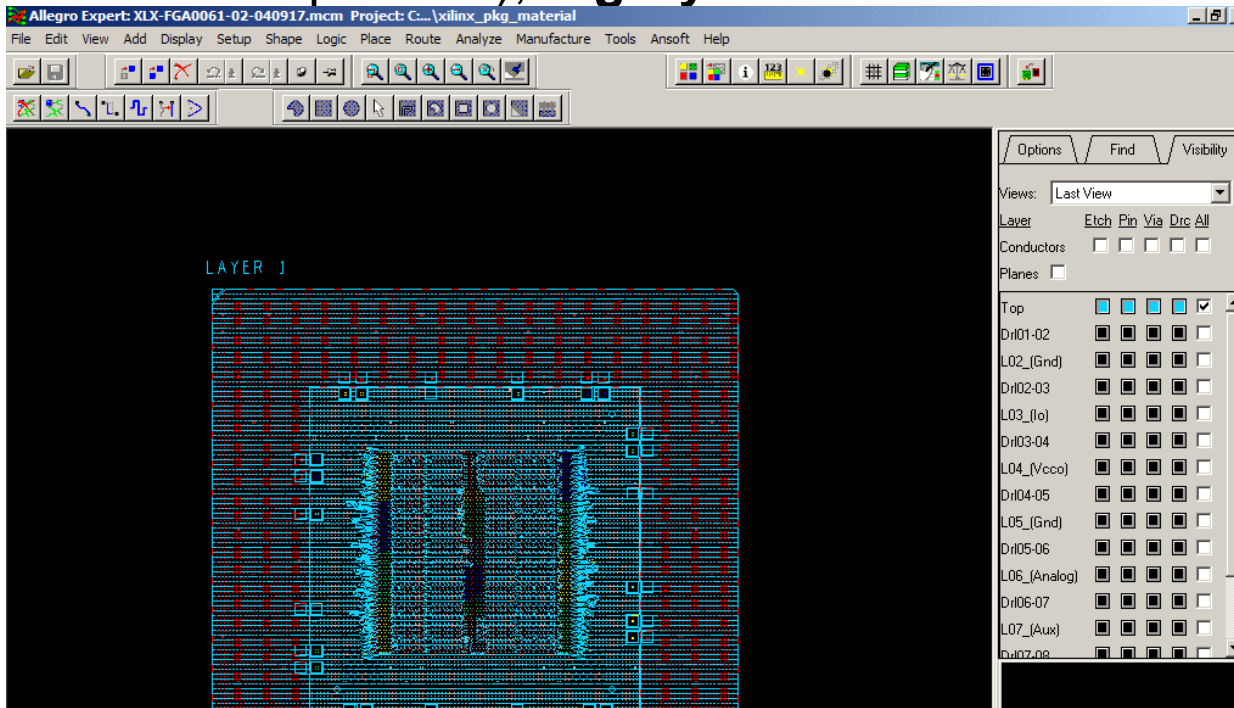 Allegro Expert: XLX-FGA0061-02-040917.mcm Project: C:...\xilinx_pkg_material
File Edit View Add Display Setup Shape Logic Place Route Analyze Manufacture Tools Ansoft Help
Options Find Visibility
Views: Last View
Layer Etch Pin Via Drc All
Conductors
Planes
LAYER 1
Top
Drl01-02
L02_(Gnd)
Drl02-03
L03_(Io)
Drl03-04
L04_(Vcco)
Drl04-05
L05_(Gnd)
Drl05-06
L06_(Analog)
Drl06-07
L07_(Aux)
Drl07-08